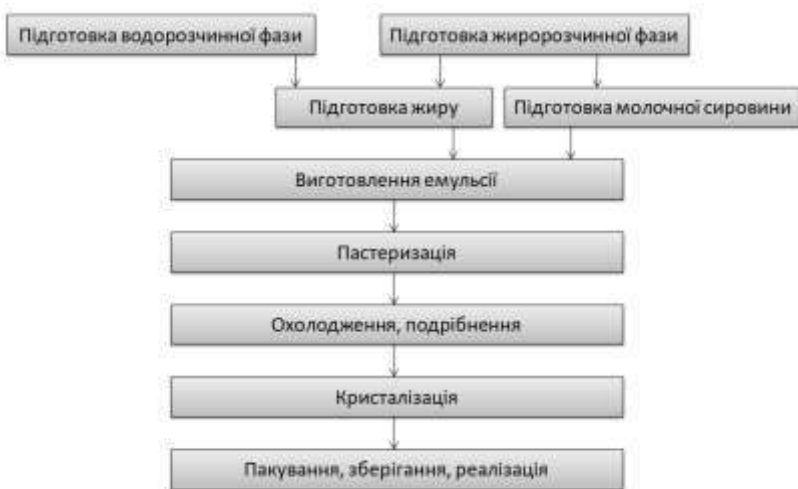 Підготовка водорозчинної фази
Підготовка жиророзчинної фази
Підготовка жиру
Підготовка молочної сировини
Виготовлення емульсії
Пастеризація
Охолодження, подрібнення
Кристалізація
Пакування, зберігання, реалізація